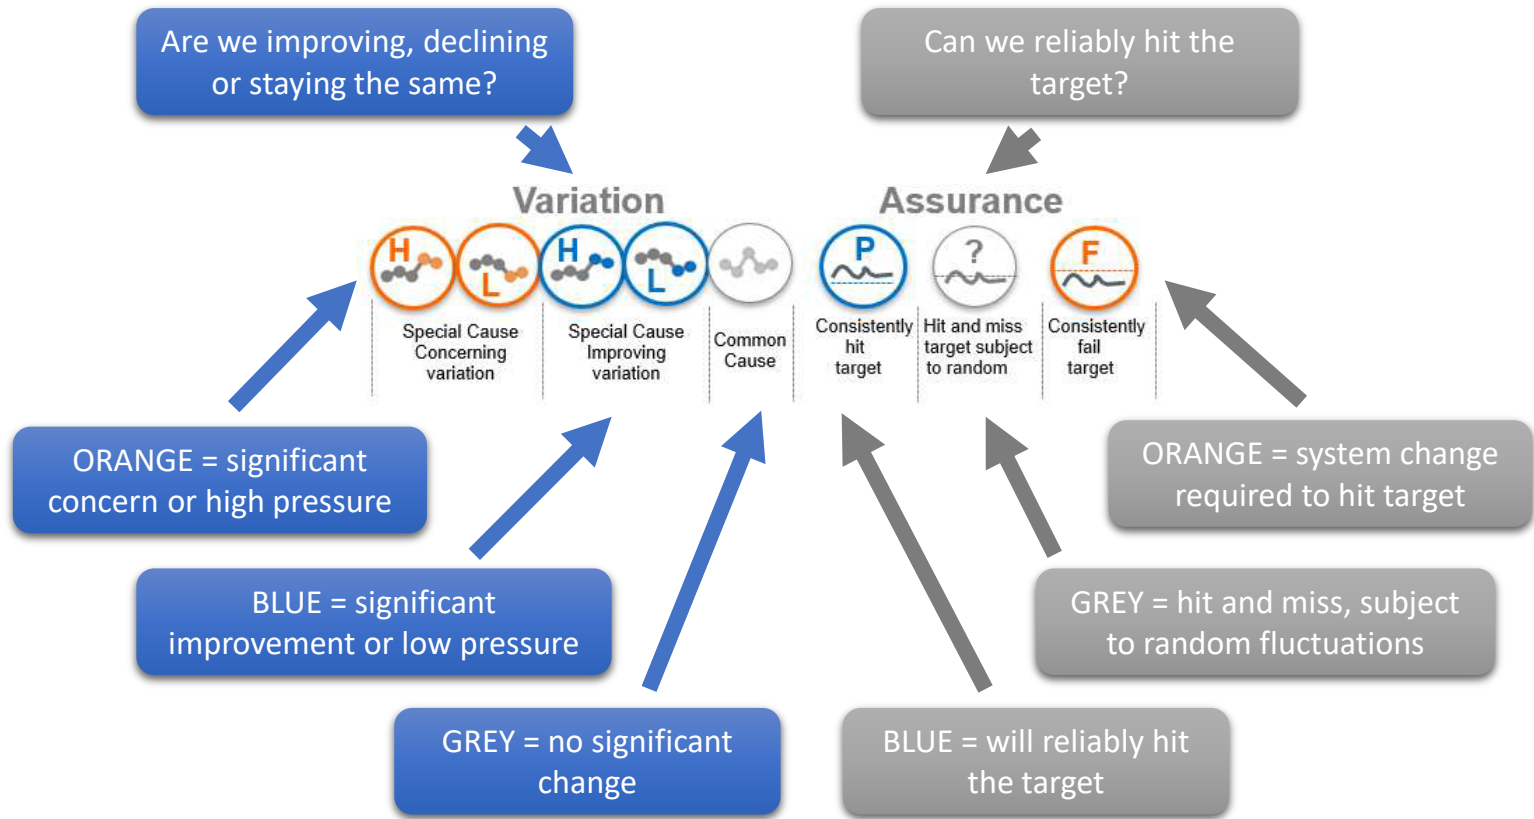 Are we improving, declining
or staying the same?
Can we reliably hit the
target?
Variation
Assurance
H
L
H
L
P
?
F
Special Cause
Concerning
variation
Special Cause
Improving
variation
Common
Cause
Consistently
hit
target
Hit and miss
target subject
to random
Consistently
fail
target
ORANGE = significant
concern or high pressure
BLUE = significant
improvement or low pressure
GREY = no significant
change
BLUE = will reliably hit
the target
GREY = hit and miss, subject
to random fluctuations
ORANGE = system change
required to hit target